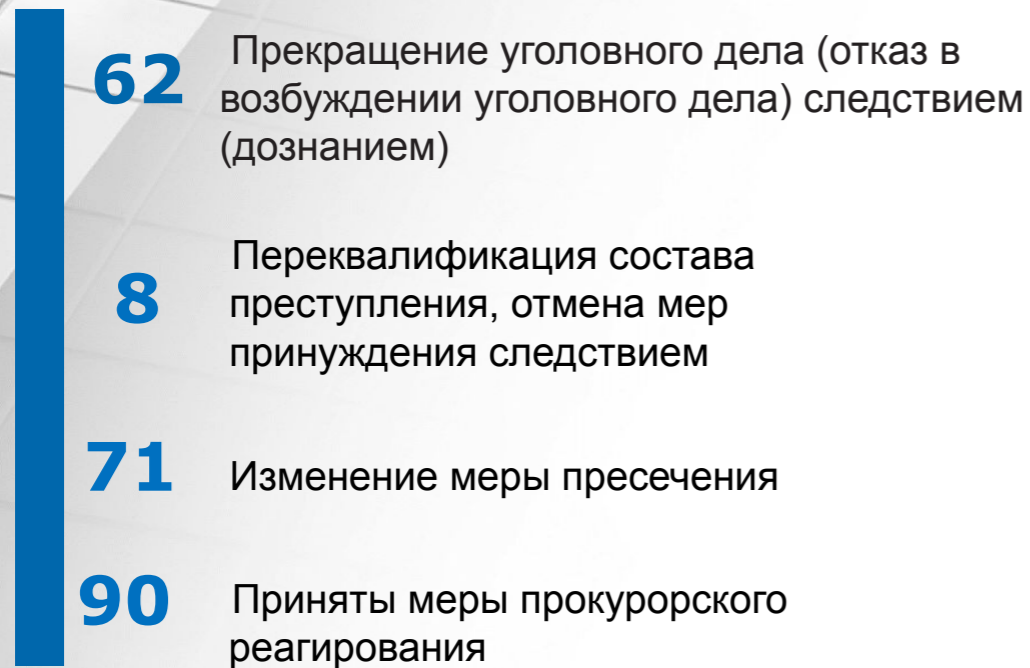 62
Прекращение уголовного дела (отказ в
возбуждении уголовного дела) следствием
(дознанием)
8
Переквалификация состава
преступления, отмена мер
принуждения следствием
71
Изменение меры пресечения
90
Приняты меры прокурорского
реагирования